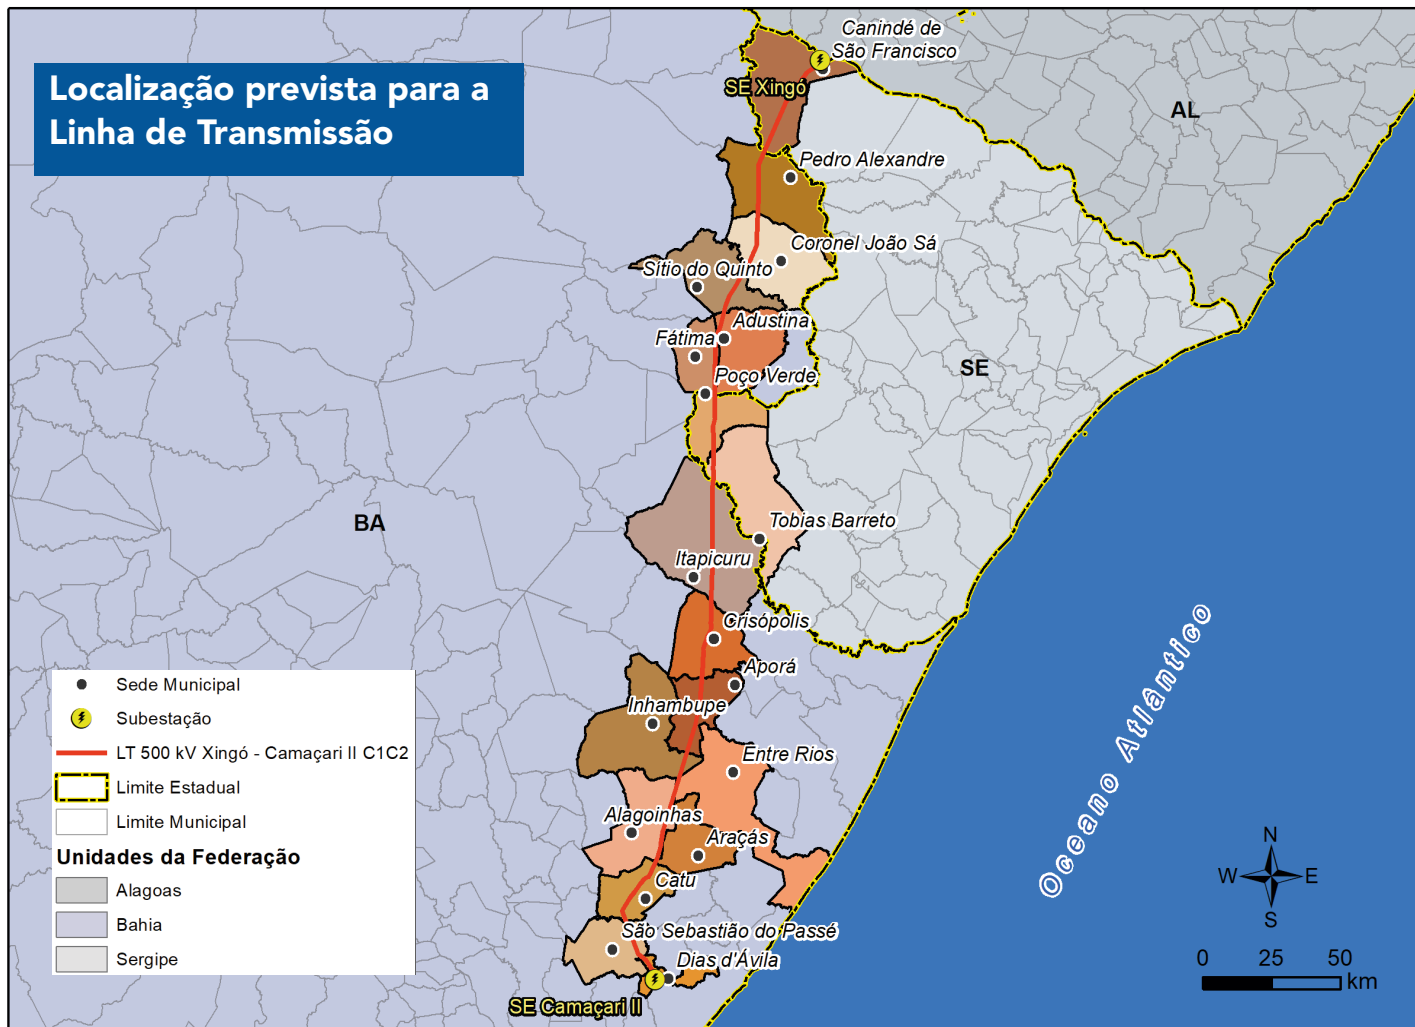 Localização prevista para a
Linha de Transmissão
Canindé de
São Francisco
SE Xingó
AL
Pedro Alexandre
Coronel João Sá
Sítio do Quinto
Adustina
Fátima
Poço Verde
SE
BA
Tobias Barreto
Itapicuru
Crisópolis
Aporá
Inhambupe
Entre Rios
Alagoinhas
Araçás
Catu
São Sebastião do Passé
Dias d'Ávila
SE Camaçari II
Oceano Atlântico
Sede Municipal
Subestação
LT 500 kV Xingó - Camaçari II C1C2
Limite Estadual
Limite Municipal
Unidades da Federação
Alagoas
Bahia
Sergipe
N
W E
S
0 25 50
km